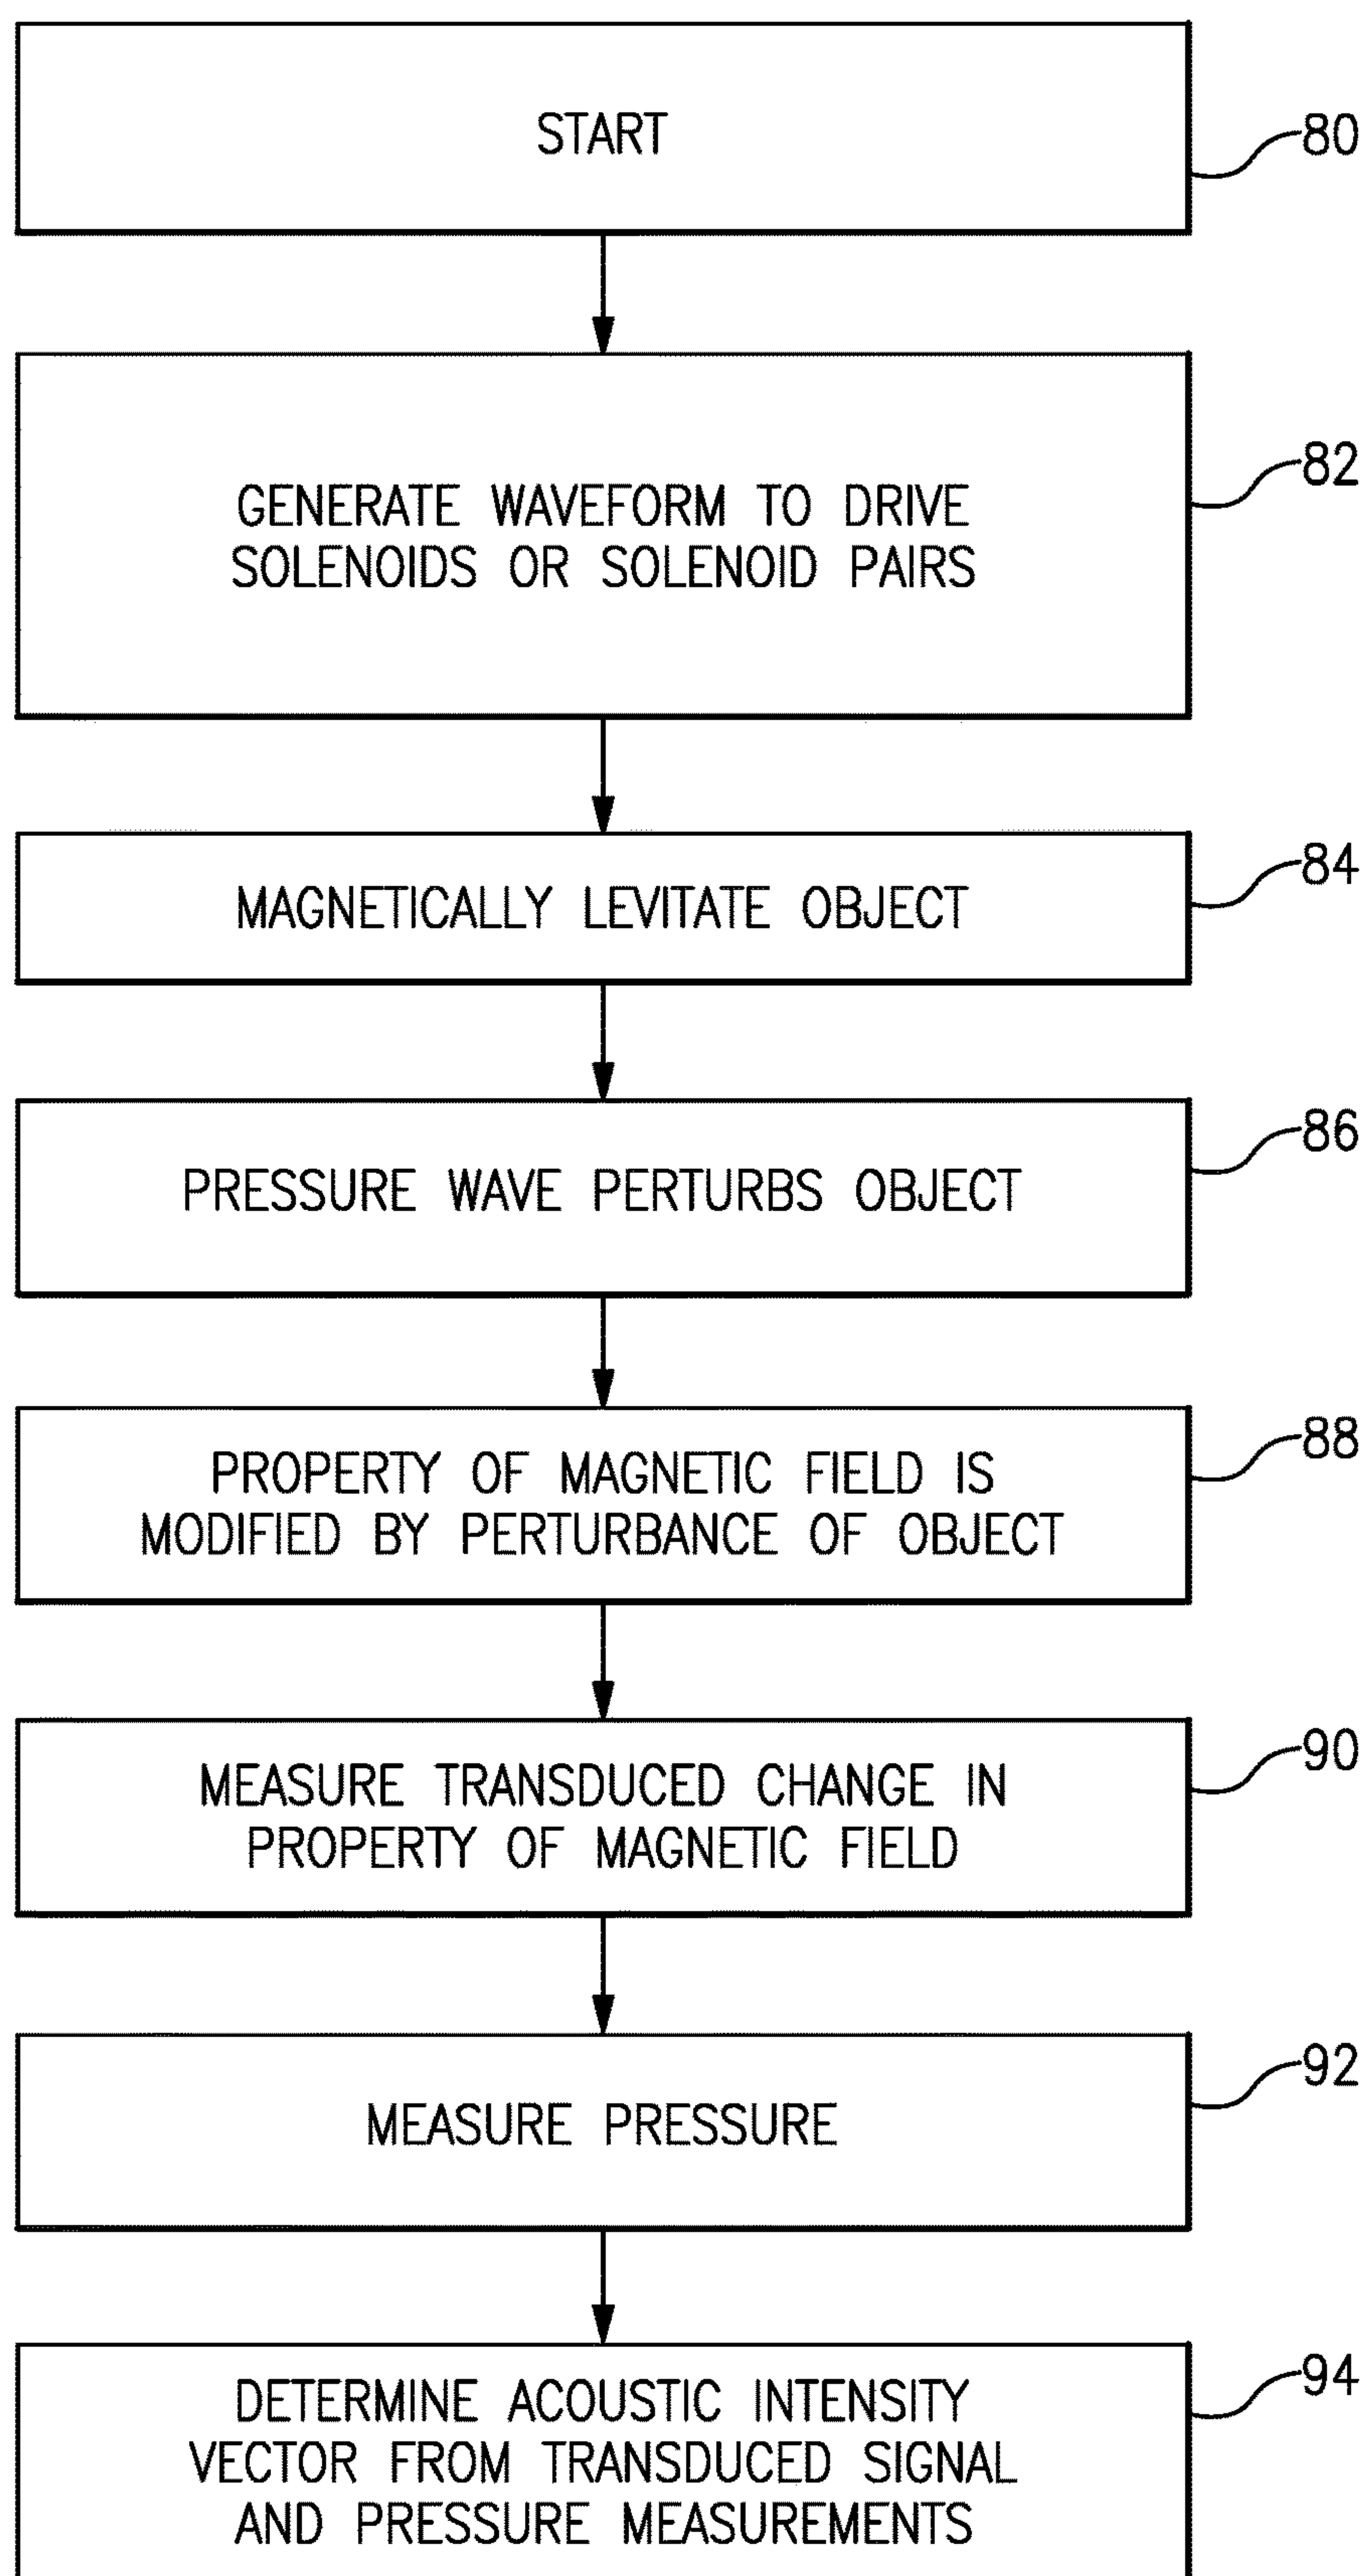 START
80
GENERATE WAVEFORM TO DRIVE
SOLENOIDS OR SOLENOID PAIRS
82
MAGNETICALLY LEVITATE OBJECT
84
PRESSURE WAVE PERTURBS OBJECT
86
PROPERTY OF MAGNETIC FIELD IS
MODIFIED BY PERTURBANCE OF OBJECT
88
MEASURE TRANSDUCED CHANGE IN
PROPERTY OF MAGNETIC FIELD
90
MEASURE PRESSURE
92
DETERMINE ACOUSTIC INTENSITY
VECTOR FROM TRANSDUCED SIGNAL
AND PRESSURE MEASUREMENTS
94